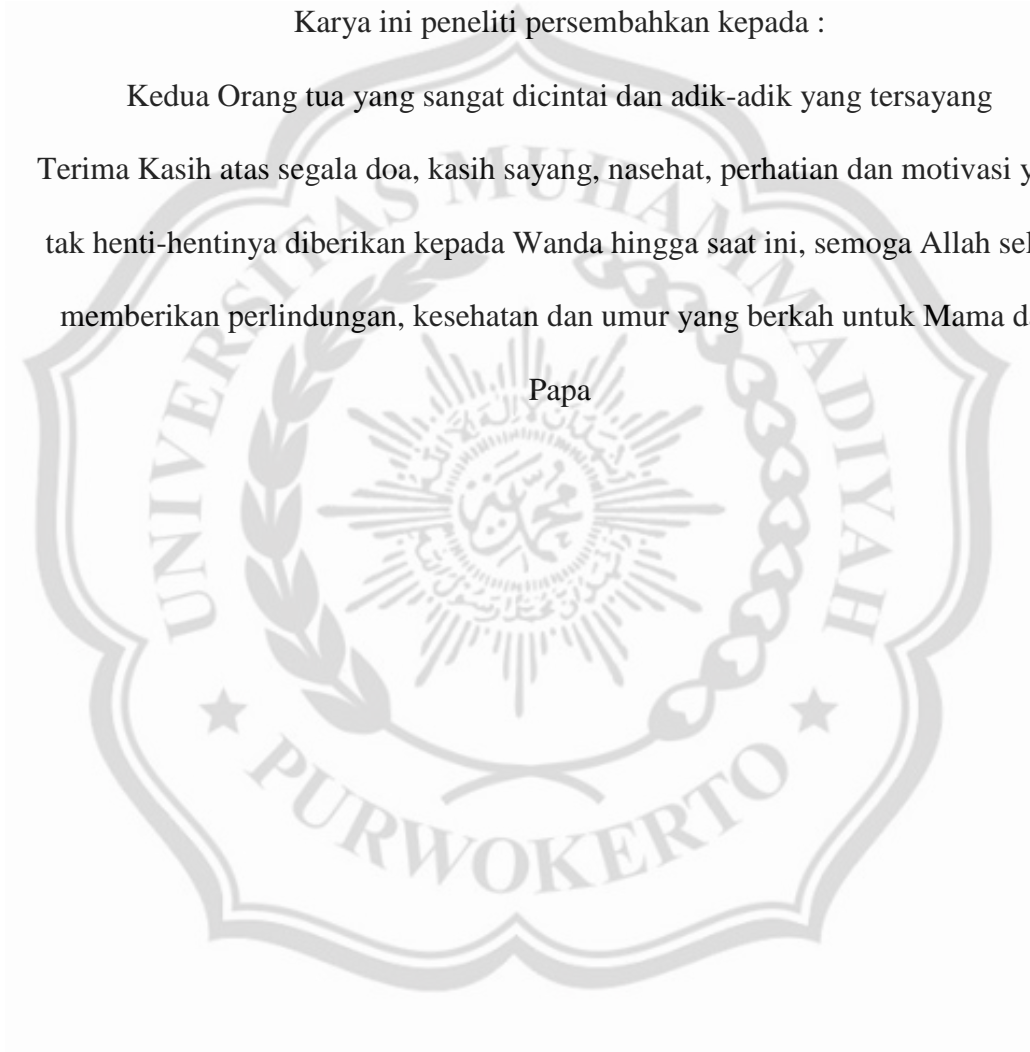 Karya ini peneliti persembahkan kepada :
Kedua Orang tua yang sangat dicintai dan adik-adik yang tersayang
Terima Kasih atas segala doa, kasih sayang, nasehat, perhatian dan motivasi y
tak henti-hentinya diberikan kepada Wanda hingga saat ini, semoga Allah sel
memberikan perlindungan, kesehatan dan umur yang berkah untuk Mama d
Papa
UNIVERSITAS MUHAMMADIYAH
PURWOKERTO